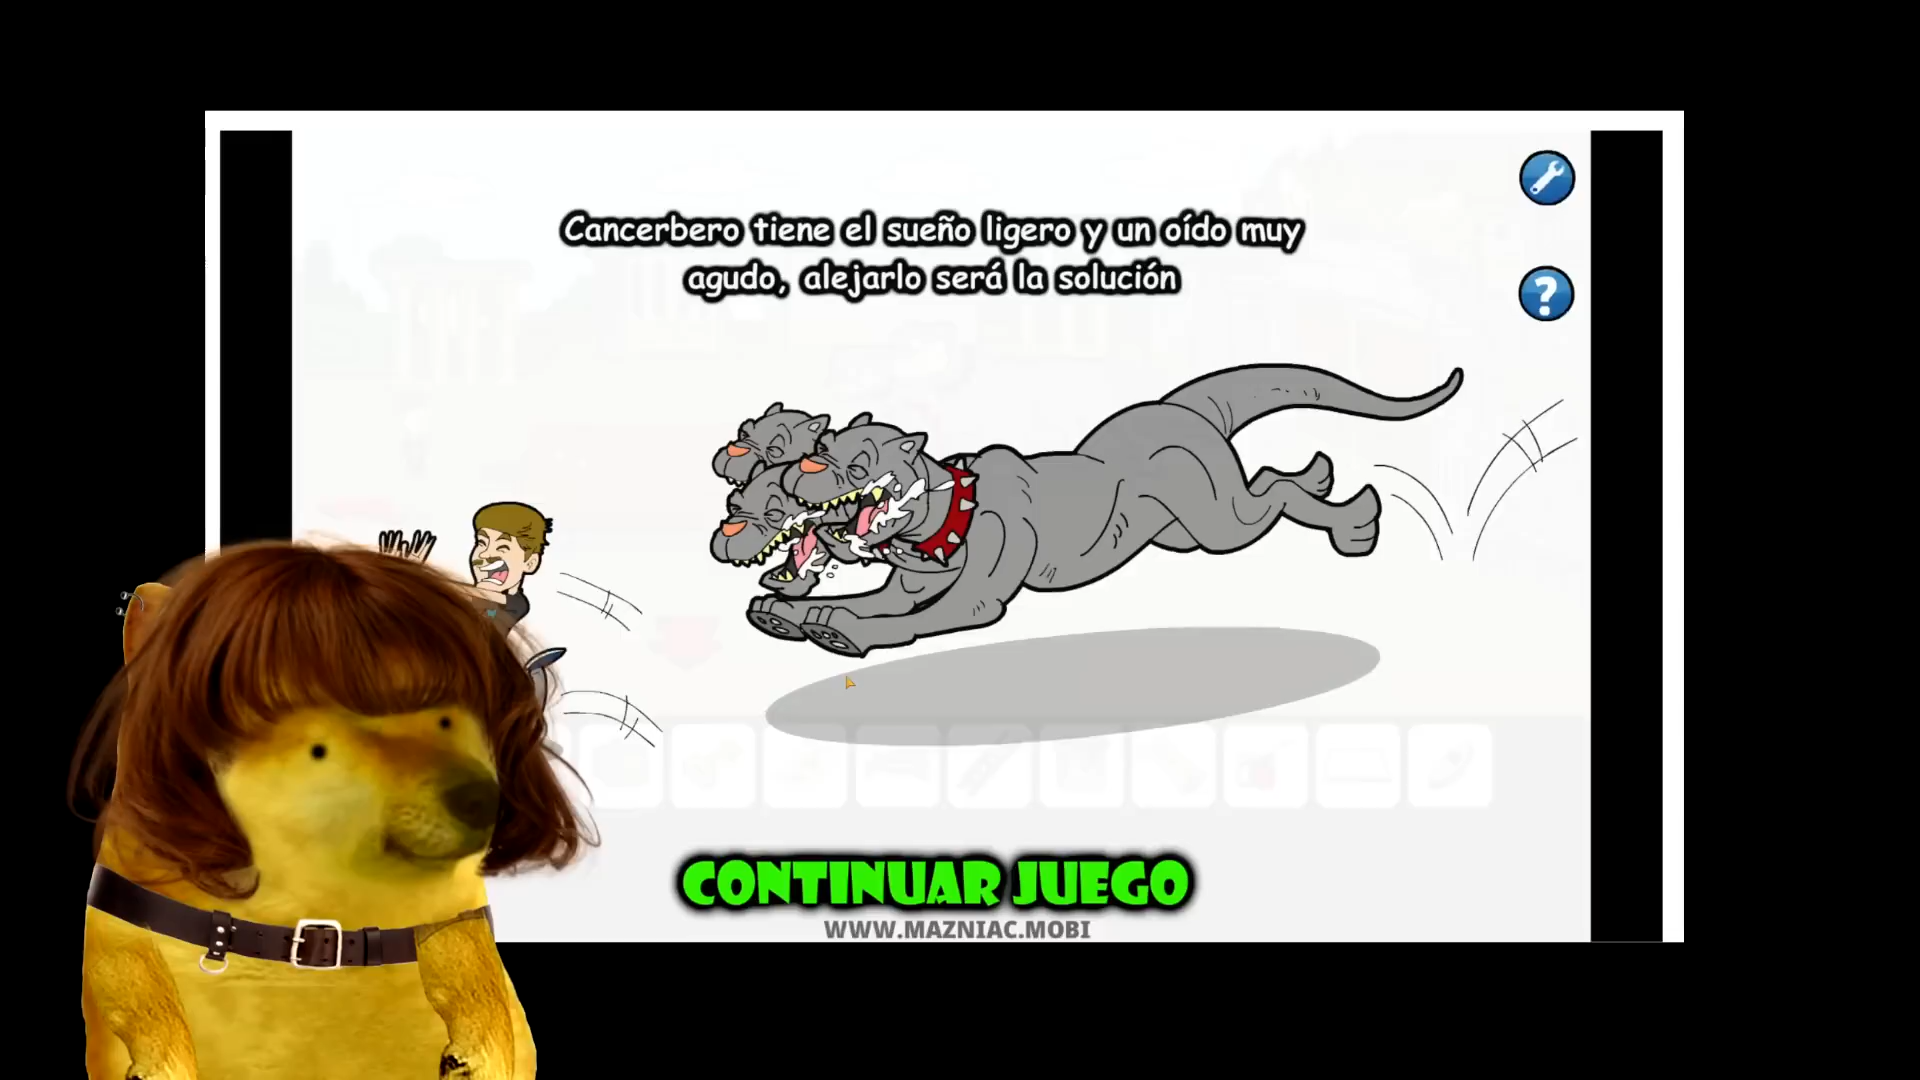 Cancerbero tiene el sueño ligero y un oído muy
agudo, alejarlo será la solución
?
CONTINUAR JUEGO
WWW.MAZNIAC.MOBI